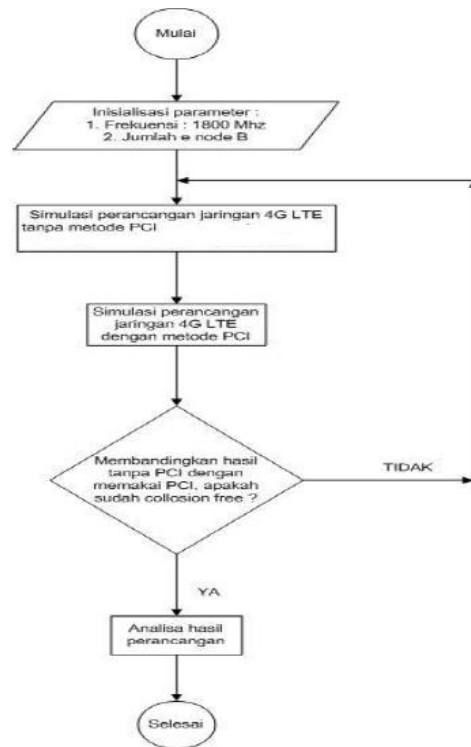 Mulai
Inisialisasi parameter :
1. Frekuensi : 1800 Mhz
2. Jumlah e node B
Simulasi perancangan jaringan 4G LTE
tanpa metode PCI
Simulasi perancangan
jaringan 4G LTE
dengan metode PCI
Membandingkan hasil
tanpa PCI dengan
memakai PCI, apakah
sudah collosion free ?
TIDAK
YA
Analisa hasil
perancangan
Selesai